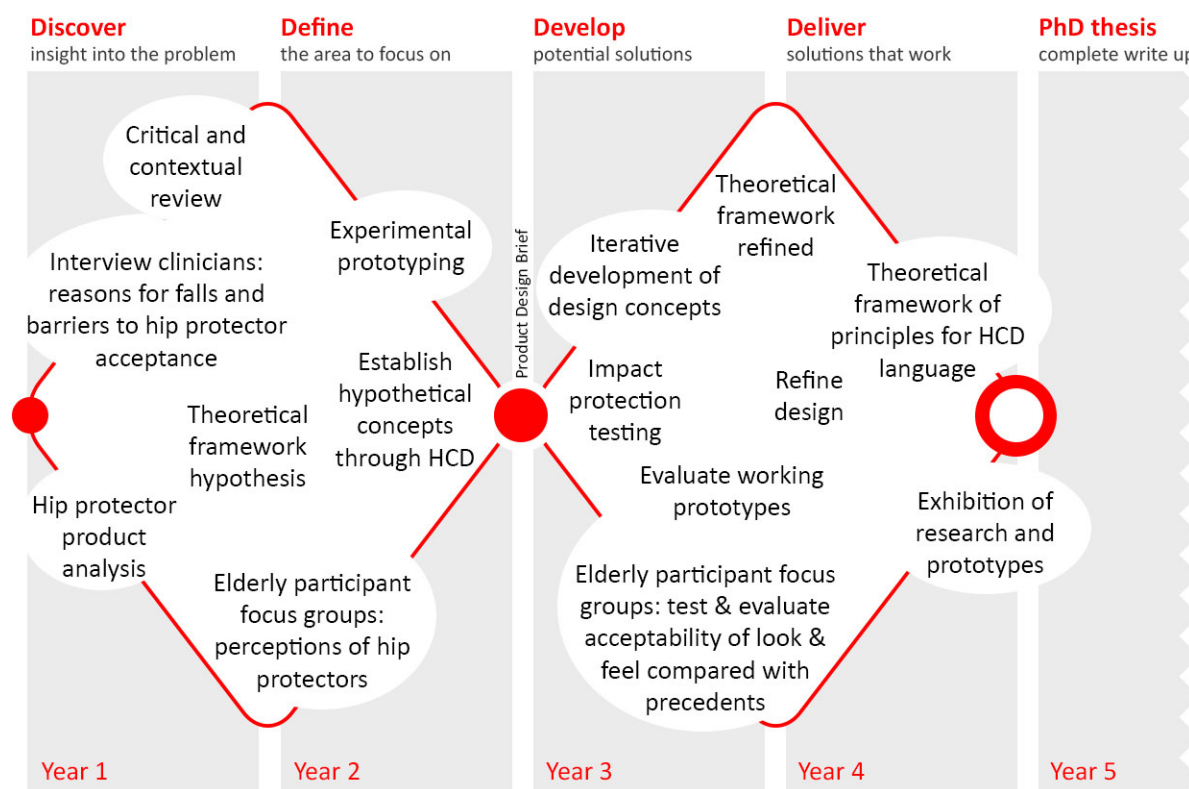 Discover
insight into the problem
Define
the area to focus on
Develop
potential solutions
Deliver
solutions that work
PhD thesis
complete write up
Critical and
contextual
review
Interview clinicians:
reasons for falls and
barriers to hip protector
acceptance
Theoretical
framework
hypothesis
Hip protector
product
analysis
Experimental
prototyping
Establish
hypothetical
concepts
through HCD
Elderly participant
focus groups:
perceptions of hip
protectors
Product Design Brief
Iterative
development of
design concepts
Impact
protection
testing
Theoretical
framework
refined
Evaluate working
prototypes
Elderly participant focus
groups: test & evaluate
acceptability of look &
feel compared with
precedents
Refine
design
Theoretical
framework of
principles for HCD
language
Exhibition of
research and
prototypes
Year 1
Year 2
Year 3
Year 4
Year 5